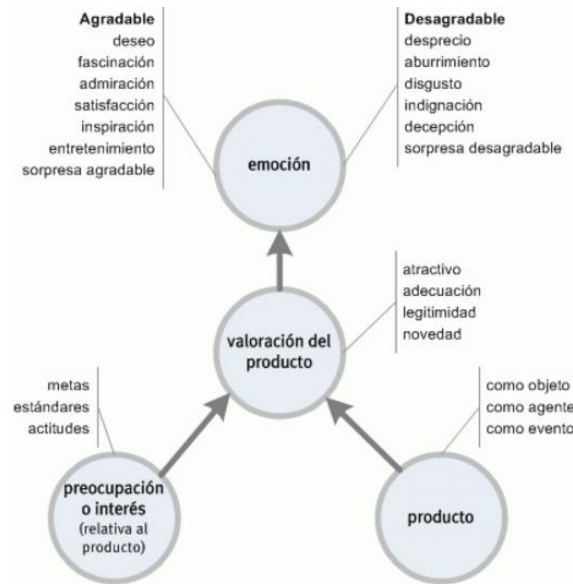 Agradable
deseo
fascinación
admiración
satisfacción
inspiración
entretenimiento
sorpresa agradable
Desagradable
desprecio
aburrimiento
disgusto
indignación
decepción
sorpresa desagradable
emoción
atractivo
adecuación
legitimidad
novedad
valoración del
producto
metas
estándares
actitudes
como objeto
como agente
como evento
preocupación
o interés
(relativa al
producto)
producto